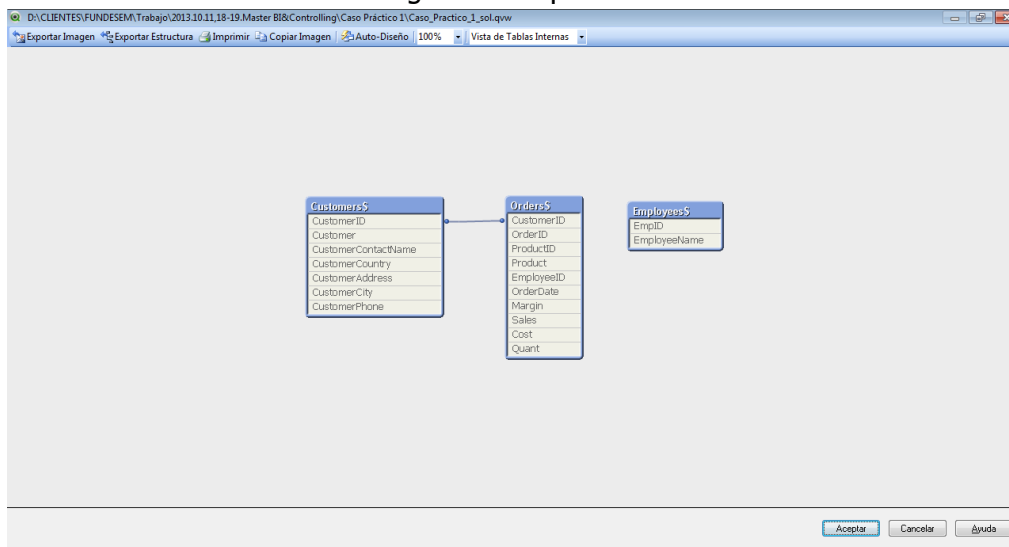 D:\CLIENTES\FUNDESEM\Trabajo\2013.10.11,18-19.Master BI&Controlling\Caso Práctico 1\Caso_Practico_1_sol.qvw
Exportar Imagen Exportar Estructura Imprimir Copiar Imagen Auto-Diseño 100% Vista de Tablas Internas
Customers$
CustomerID
Customer
CustomerContactName
CustomerCountry
CustomerAddress
CustomerCity
CustomerPhone
Orders$
CustomerID
OrderID
ProductID
Product
EmployeeID
OrderDate
Margin
Sales
Cost
Quant
Employees$
EmpID
EmployeeName
Aceptar Cancelar Ayuda